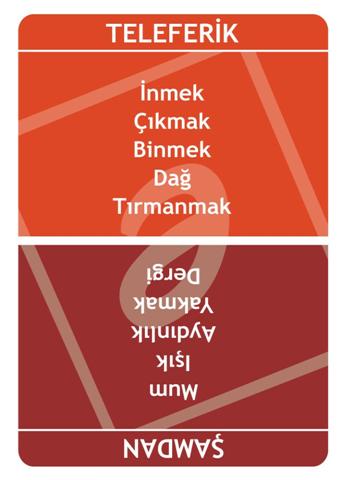 TELEFERİK
İnmek
Çıkmak
Binmek
Dağ
Tırmanmak
ŞAMDAN
Mum
Işık
Aydınlık
Yakmak
Dergi